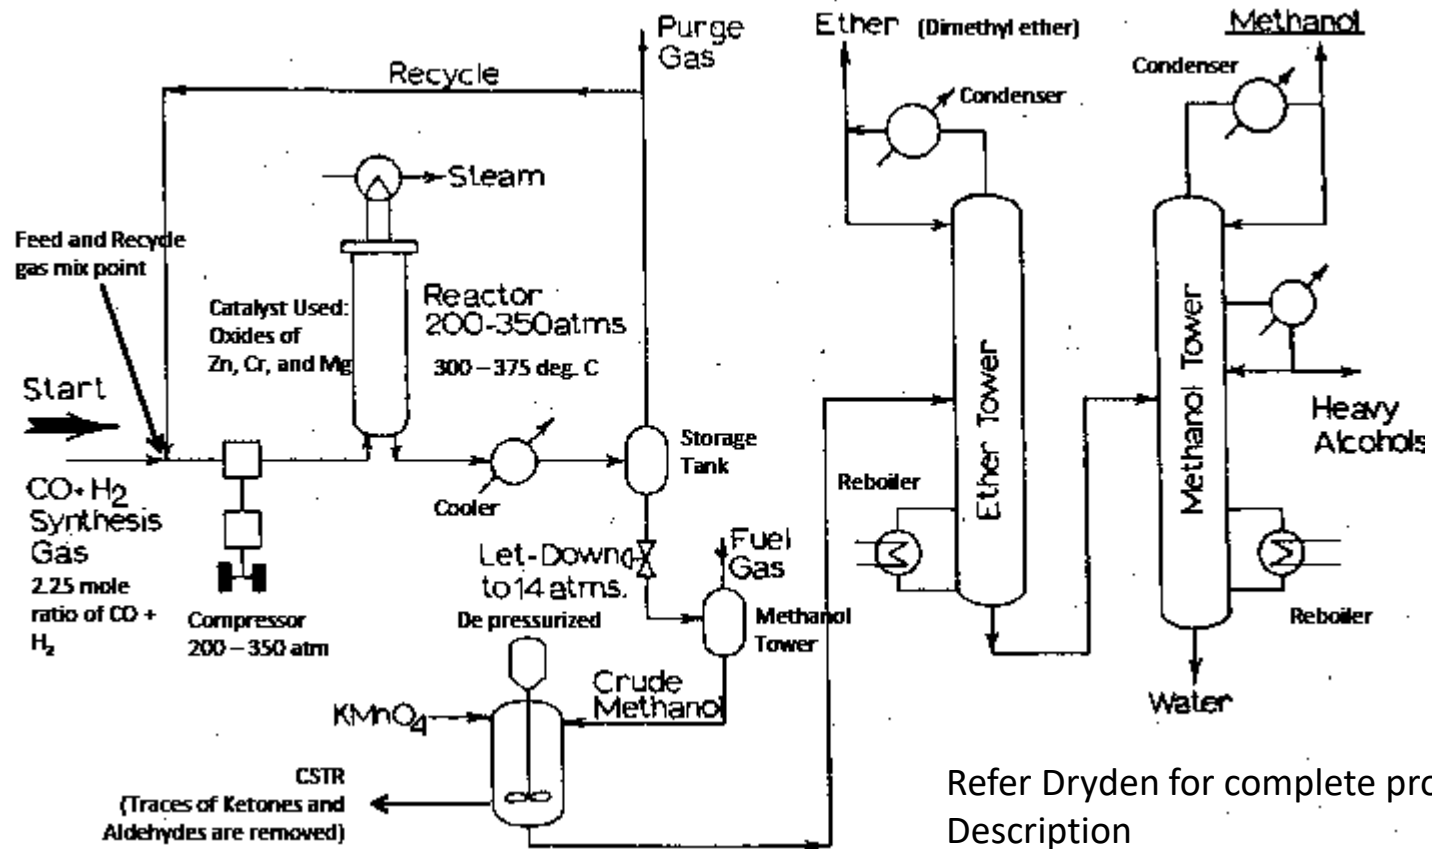 Purge
Gas
Recycle
Steam
Feed and Recycle
gas mix point
Catalyst Used:
Oxides of
Zn, Cr, and Mg
Reactor
200-350atms
300 – 375 deg. C
Start
CO+H2
Synthesis
Gas
2.25 mole
ratio of CO +
H2
Compressor
200 – 350 atm
Cooler
Storage
Tank
Let-Down
to 14 atms.
De pressurized
Fuel
Gas
Methanol
Tower
Crude
Methanol
KMnO4
CSTR
(Traces of Ketones and
Aldehydes are removed)
Ether (Dimethyl ether)
Condenser
Ether Tower
Reboiler
Methanol
Condenser
Methanol Tower
Heavy
Alcohols
Reboiler
Water
Refer Dryden for complete pro
Description